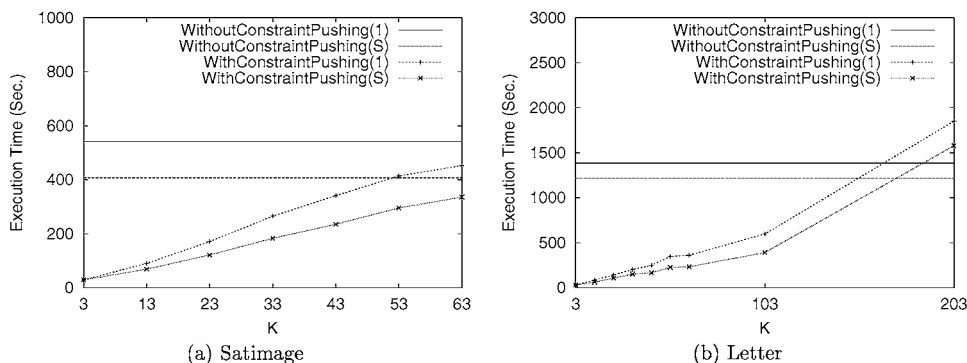 1000
800
600
400
200
0
Execution Time (Sec.)
WithoutConstraintPushing(1)
WithoutConstraintPushing(S)
WithConstraintPushing(1)
WithConstraintPushing(S)
3 13 23 33 43 53 63
K
(a) Satimage
3000
2500
2000
1500
1000
500
0
Execution Time (Sec.)
WithoutConstraintPushing(1)
WithoutConstraintPushing(S)
WithConstraintPushing(1)
WithConstraintPushing(S)
3 103 203
K
(b) Letter